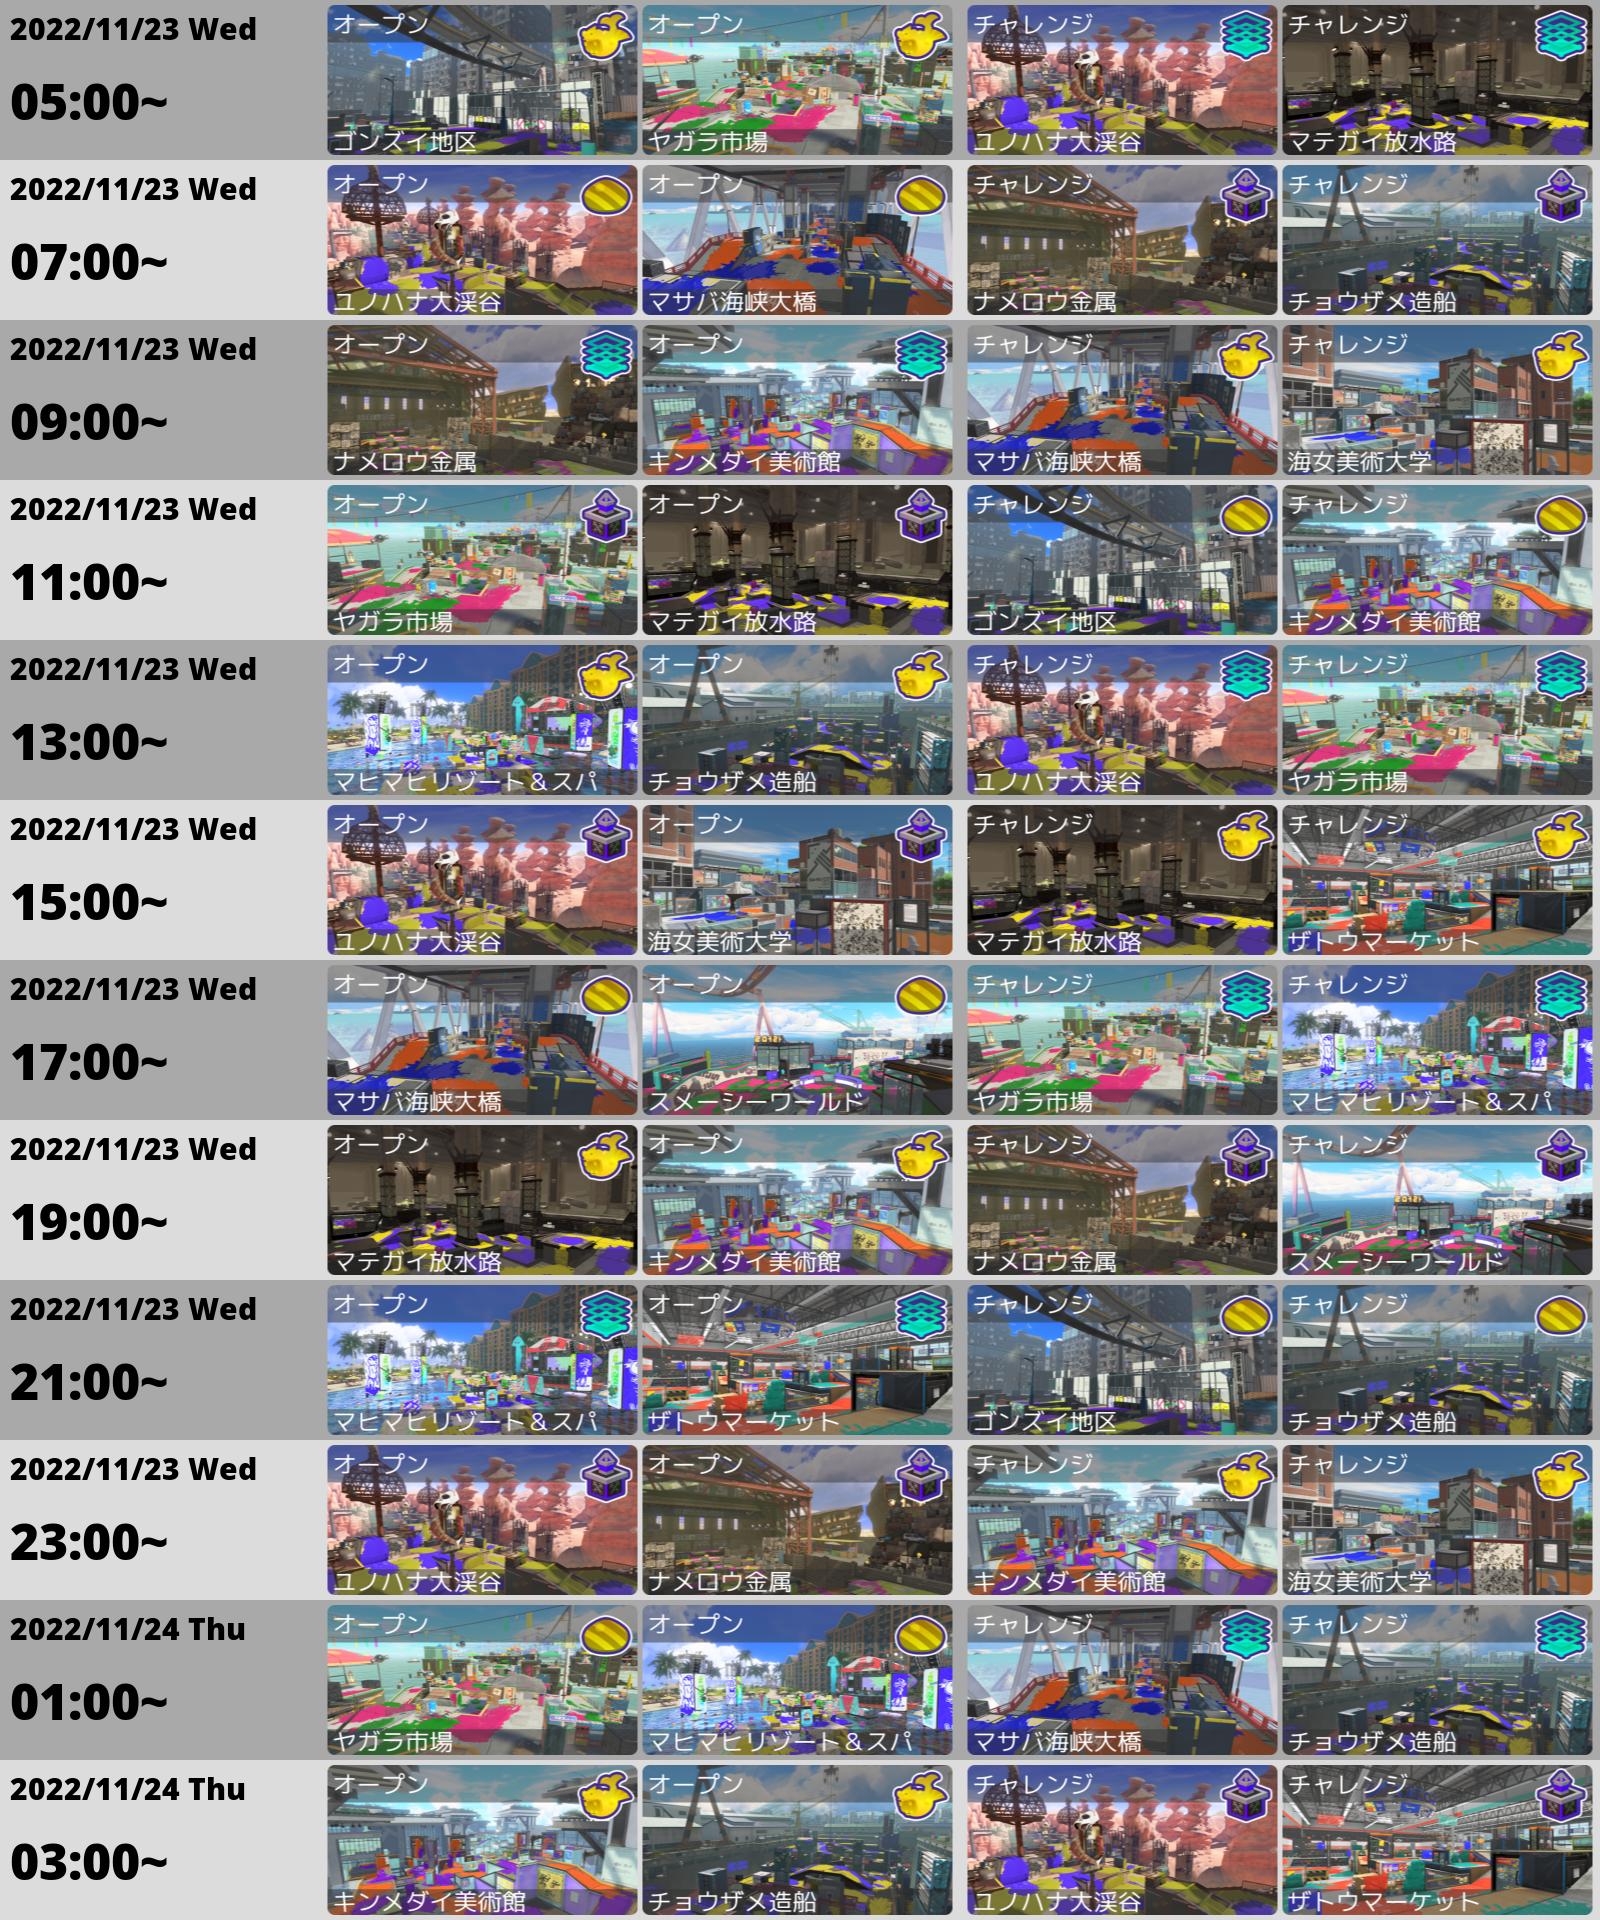 2022/11/23 Wed
05:00~
オープン
ゴンズイ地区
オープン
ヤガラ市場
チャレンジ
ユノハナ大渓谷
チャレンジ
マテガイ放水路
2022/11/23 Wed
07:00~
オープン
ユノハナ大渓谷
オープン
マサバ海峡大橋
チャレンジ
ナメロウ金属
チャレンジ
チョウザメ造船
2022/11/23 Wed
09:00~
オープン
ナメロウ金属
オープン
キンメダイ美術館
チャレンジ
マサバ海峡大橋
チャレンジ
海女美術大学
2022/11/23 Wed
11:00~
オープン
ヤガラ市場
オープン
マテガイ放水路
チャレンジ
ゴンズイ地区
チャレンジ
キンメダイ美術館
2022/11/23 Wed
13:00~
オープン
マヒマヒリゾート&スパ
オープン
チョウザメ造船
チャレンジ
ユノハナ大渓谷
チャレンジ
ヤガラ市場
2022/11/23 Wed
15:00~
オープン
ユノハナ大渓谷
オープン
海女美術大学
チャレンジ
マテガイ放水路
チャレンジ
ザトウマーケット
2022/11/23 Wed
17:00~
オープン
マサバ海峡大橋
オープン
スメーシーワールド
チャレンジ
ヤガラ市場
チャレンジ
マヒマヒリゾート&スパ
2022/11/23 Wed
19:00~
オープン
マテガイ放水路
オープン
キンメダイ美術館
チャレンジ
ナメロウ金属
チャレンジ
スメーシーワールド
2022/11/23 Wed
21:00~
オープン
マヒマヒリゾート&スパ
オープン
ザトウマーケット
チャレンジ
ゴンズイ地区
チャレンジ
チョウザメ造船
2022/11/23 Wed
23:00~
オープン
ユノハナ大渓谷
オープン
ナメロウ金属
チャレンジ
キンメダイ美術館
チャレンジ
海女美術大学
2022/11/24 Thu
01:00~
オープン
ヤガラ市場
オープン
マヒマヒリゾート&スパ
チャレンジ
マサバ海峡大橋
チャレンジ
チョウザメ造船
2022/11/24 Thu
03:00~
オープン
キンメダイ美術館
オープン
チョウザメ造船
チャレンジ
ユノハナ大渓谷
チャレンジ
ザトウマーケット